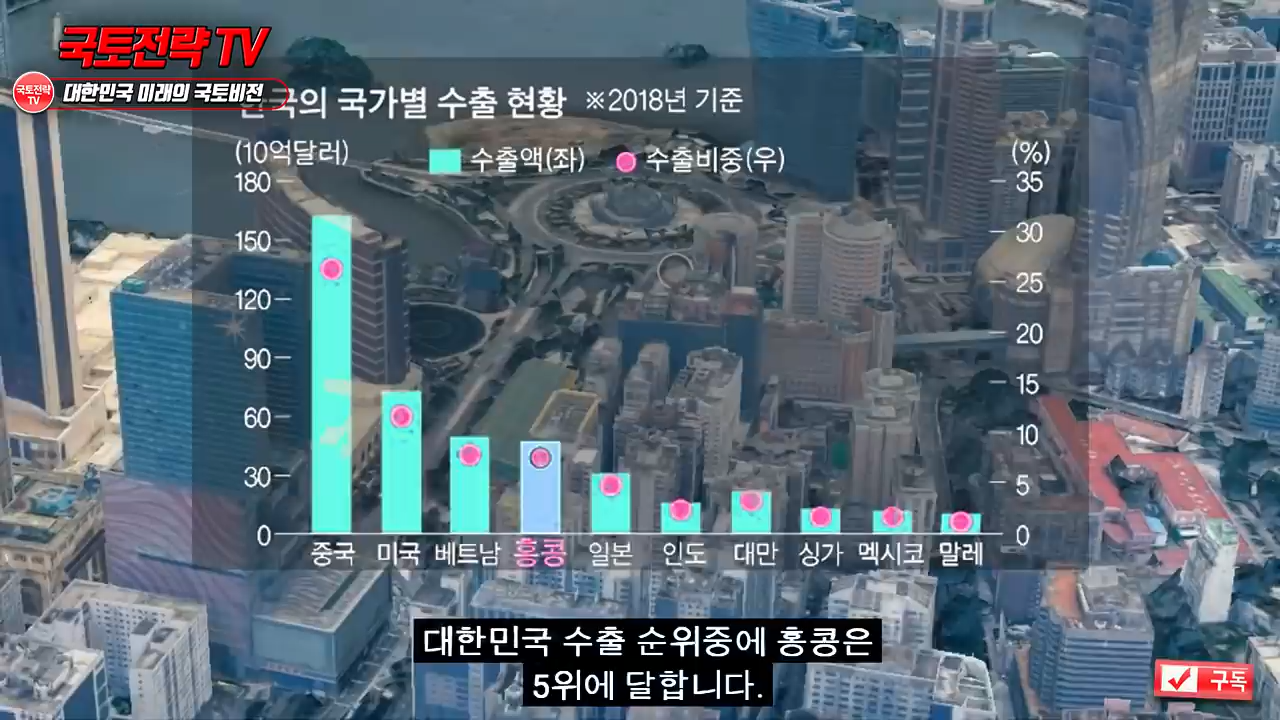 국토전략 TV
국토전략
TV
대한민국 미래의 국토비전
한국의 국가별 수출 현황 ※2018년 기준
(10억달러) 수출액(좌) 수출비중(우) (%)
180 35
150 30
120 25
90 20
60 15
30 10
0 5
0
중국 미국 베트남 홍콩 일본 인도 대만 싱가 멕시코 말레
대한민국 수출 순위중에 홍콩은
5위에 달합니다.
구독